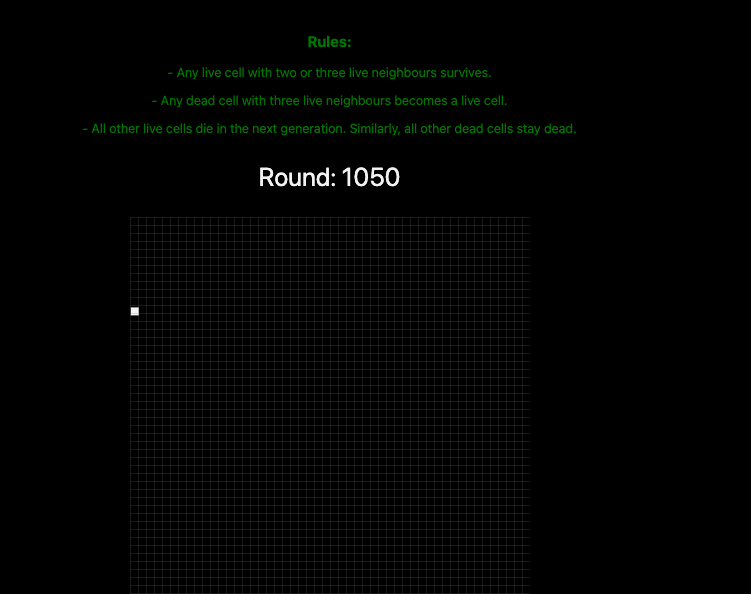 Rules:
- Any live cell with two or three live neighbours survives.
- Any dead cell with three live neighbours becomes a live cell.
- All other live cells die in the next generation. Similarly, all other dead cells stay dead.
Round: 1050